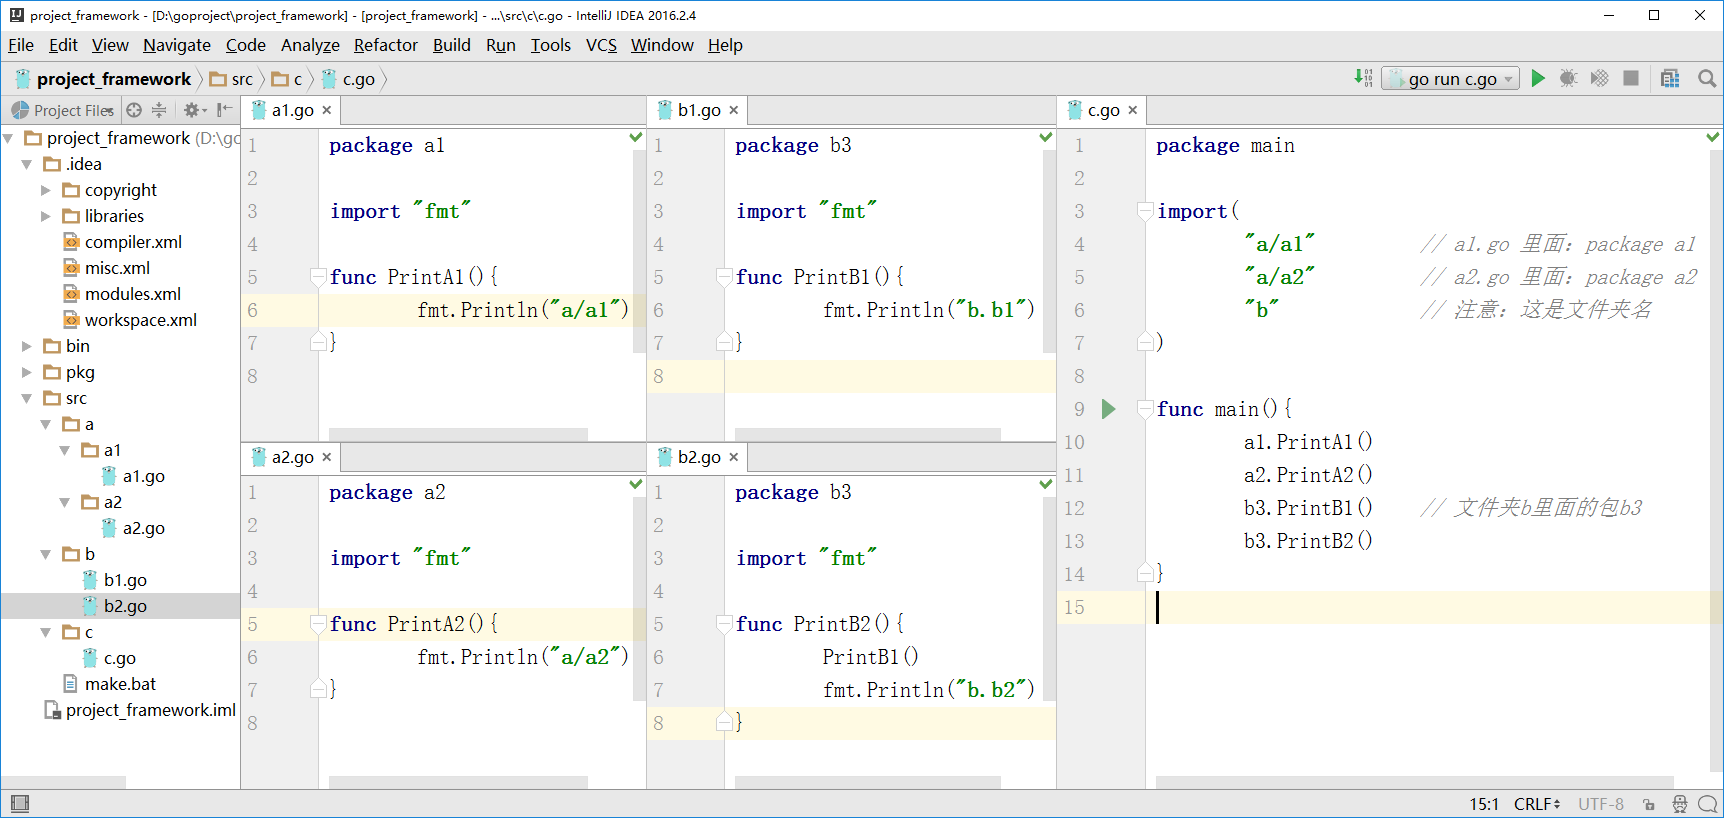 project_framework - [D:\goproject\project_framework] - [project_framework] - ...\src\c\c.go - IntelliJ IDEA 2016.2.4
File Edit View Navigate Code Analyze Refactor Build Run Tools VCS Window Help
project_framework src c c.go
go run c.go
Project Files
project_framework (D:\go
.idea
copyright
libraries
compiler.xml
misc.xml
modules.xml
workspace.xml
bin
pkg
src
a
a1
a1.go
a2
a2.go
b
b1.go
b2.go
c
c.go
make.bat
project_framework.iml
a1.go
1 package a1
2
3 import "fmt"
4
5 func PrintA1(){
6 fmt.Println("a/a1")
7 }
8
a2.go
1 package a2
2
3 import "fmt"
4
5 func PrintA2(){
6 fmt.Println("a/a2")
7 }
8
b1.go
1 package b3
2
3 import "fmt"
4
5 func PrintB1(){
6 fmt.Println("b.b1")
7 }
8
b2.go
1 package b3
2
3 import "fmt"
4
5 func PrintB2(){
6 PrintB1()
7 fmt.Println("b.b2")
8 }
c.go
1 package main
2
3 import(
4 "a/a1" // a1.go 里面：package a1
5 "a/a2" // a2.go 里面：package a2
6 "b" // 注意：这是文件夹名
7 )
8
9 func main(){
10 a1.PrintA1()
11 a2.PrintA2()
12 b3.PrintB1() // 文件夹b里面的包b3
13 b3.PrintB2()
14 }
15
15:1 CRLF UTF-8